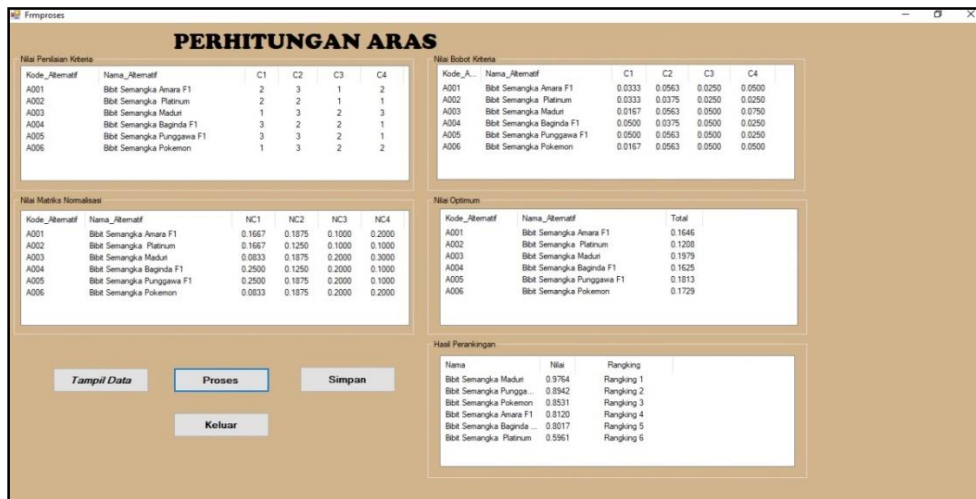 Frmproses
PERHITUNGAN ARAS
Nilai Penilaian Kriteria
Kode_Alternatif Nama_Alternatif C1 C2 C3 C4
A001 Bibit Semangka Amara F1 2 3 1 2
A002 Bibit Semangka Platinum 2 2 1 1
A003 Bibit Semangka Maduri 1 3 2 3
A004 Bibit Semangka Baginda F1 3 2 2 1
A005 Bibit Semangka Punggawa F1 3 3 2 1
A006 Bibit Semangka Pokemon 1 3 2 2
Nilai Bobot Kriteria
Kode_A... Nama_Alternatif C1 C2 C3 C4
A001 Bibit Semangka Amara F1 0.0333 0.0563 0.0250 0.0500
A002 Bibit Semangka Platinum 0.0333 0.0375 0.0250 0.0250
A003 Bibit Semangka Maduri 0.0167 0.0563 0.0500 0.0750
A004 Bibit Semangka Baginda F1 0.0500 0.0375 0.0500 0.0250
A005 Bibit Semangka Punggawa F1 0.0500 0.0563 0.0500 0.0250
A006 Bibit Semangka Pokemon 0.0167 0.0563 0.0500 0.0500
Nilai Matriks Normalisasi
Kode_Alternatif Nama_Alternatif NC1 NC2 NC3 NC4
A001 Bibit Semangka Amara F1 0.1667 0.1875 0.1000 0.2000
A002 Bibit Semangka Platinum 0.1667 0.1250 0.1000 0.1000
A003 Bibit Semangka Maduri 0.0833 0.1875 0.2000 0.3000
A004 Bibit Semangka Baginda F1 0.2500 0.1250 0.2000 0.1000
A005 Bibit Semangka Punggawa F1 0.2500 0.1875 0.2000 0.1000
A006 Bibit Semangka Pokemon 0.0833 0.1875 0.2000 0.2000
Nilai Optimum
Kode_Alternatif Nama_Alternatif Total
A001 Bibit Semangka Amara F1 0.1646
A002 Bibit Semangka Platinum 0.1208
A003 Bibit Semangka Maduri 0.1979
A004 Bibit Semangka Baginda F1 0.1625
A005 Bibit Semangka Punggawa F1 0.1813
A006 Bibit Semangka Pokemon 0.1729
Tampil Data Proses Simpan
Keluar
Hasil Perankingan
Nama Nilai Rangking
Bibit Semangka Maduri 0.9764 Rangking 1
Bibit Semangka Pungga... 0.8942 Rangking 2
Bibit Semangka Pokemon 0.8531 Rangking 3
Bibit Semangka Amara F1 0.8120 Rangking 4
Bibit Semangka Baginda ... 0.8017 Rangking 5
Bibit Semangka Platinum 0.5961 Rangking 6